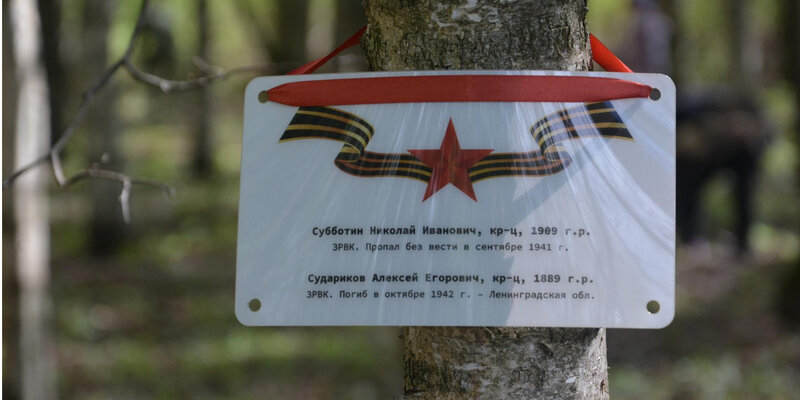 Субботин Николай Иванович, кр-ц, 1909 г.р.
ЗРВК. Пропал без вести в сентябре 1941 г.
Судариков Алексей Егорович, кр-ц, 1889 г.р.
ЗРВК. Погиб в октябре 1942 г. – Ленинградская обл.